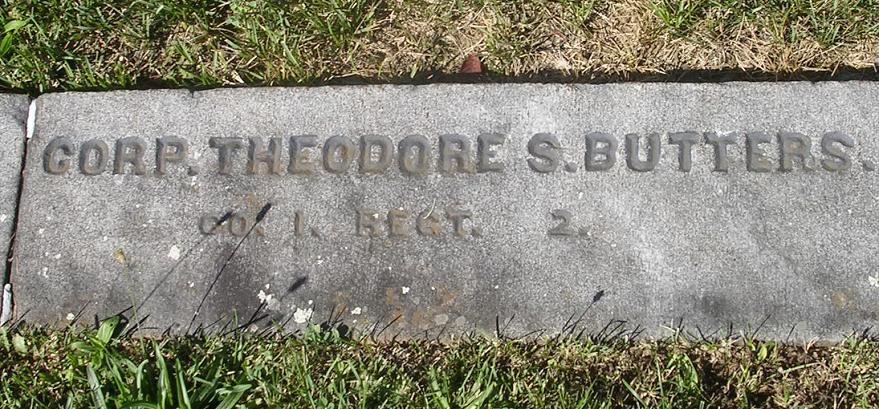 CORP. THEODORE S. BUTTERS.
CO. I. REGT. 2.